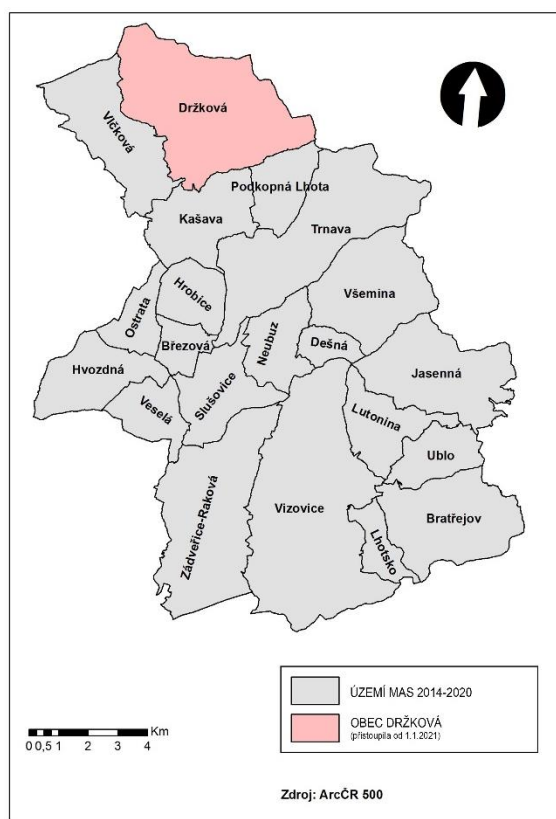 Držková
Vlčková
Podkopná Lhota
Kašava
Trnava
Všemina
Hrobice
Ostrata
Březová
Neubuz
Dešná
Hvozdná
Jasenná
Slušovice
Veselá
Lutonina
Ublo
Zádveřice-Raková
Vizovice
Bratřejov
Lhotsko
ÚZEMÍ MAS 2014-2020
OBEC DRŽKOVÁ
(přistoupila od 1.1.2021)
Km
0 0,5 1 2 3 4
Zdroj: ArcČR 500